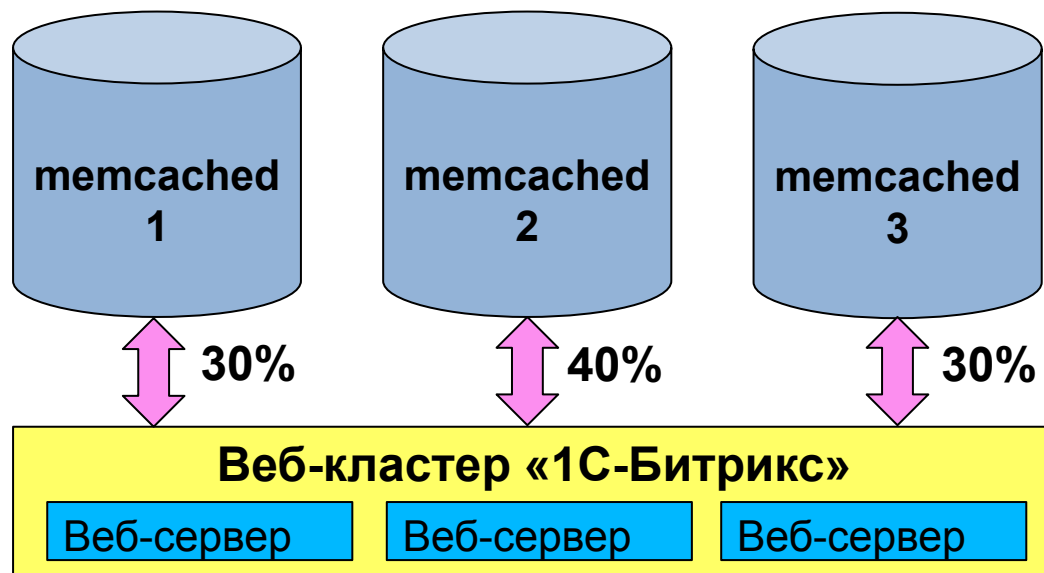 memcached
1
memcached
2
memcached
3
30%
40%
30%
Веб-кластер «1С-Битрикс»
Веб-сервер
Веб-сервер
Веб-сервер